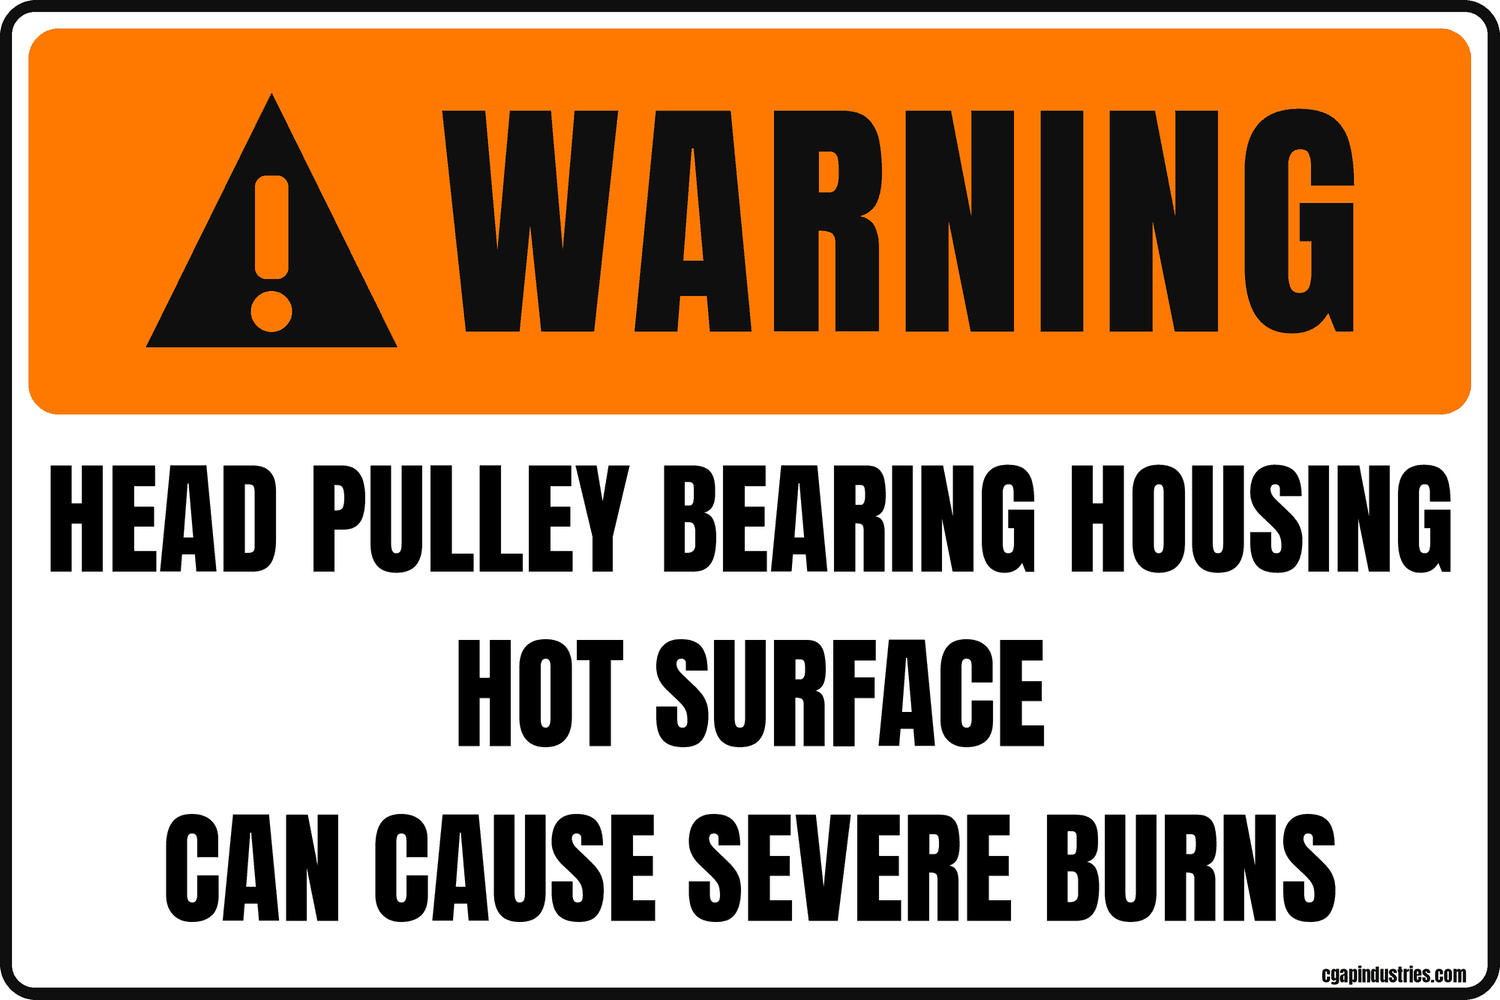 WARNING
HEAD PULLEY BEARING HOUSING
HOT SURFACE
CAN CAUSE SEVERE BURNS
cgapindustries.com